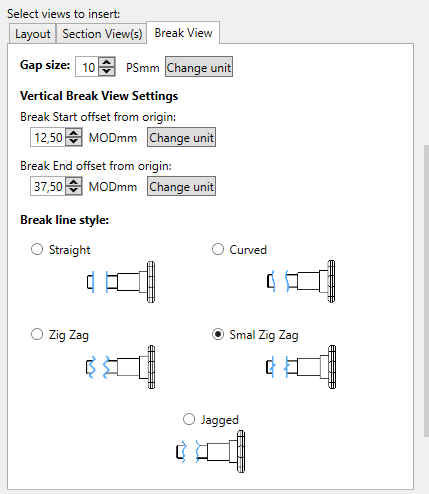 Select views to insert:
Layout Section View(s) Break View
Gap size: 10 PSmm Change unit
Vertical Break View Settings
Break Start offset from origin:
12,50 MODmm Change unit
Break End offset from origin:
37,50 MODmm Change unit
Break line style:
Straight Curved
Zig Zag Smal Zig Zag
Jagged